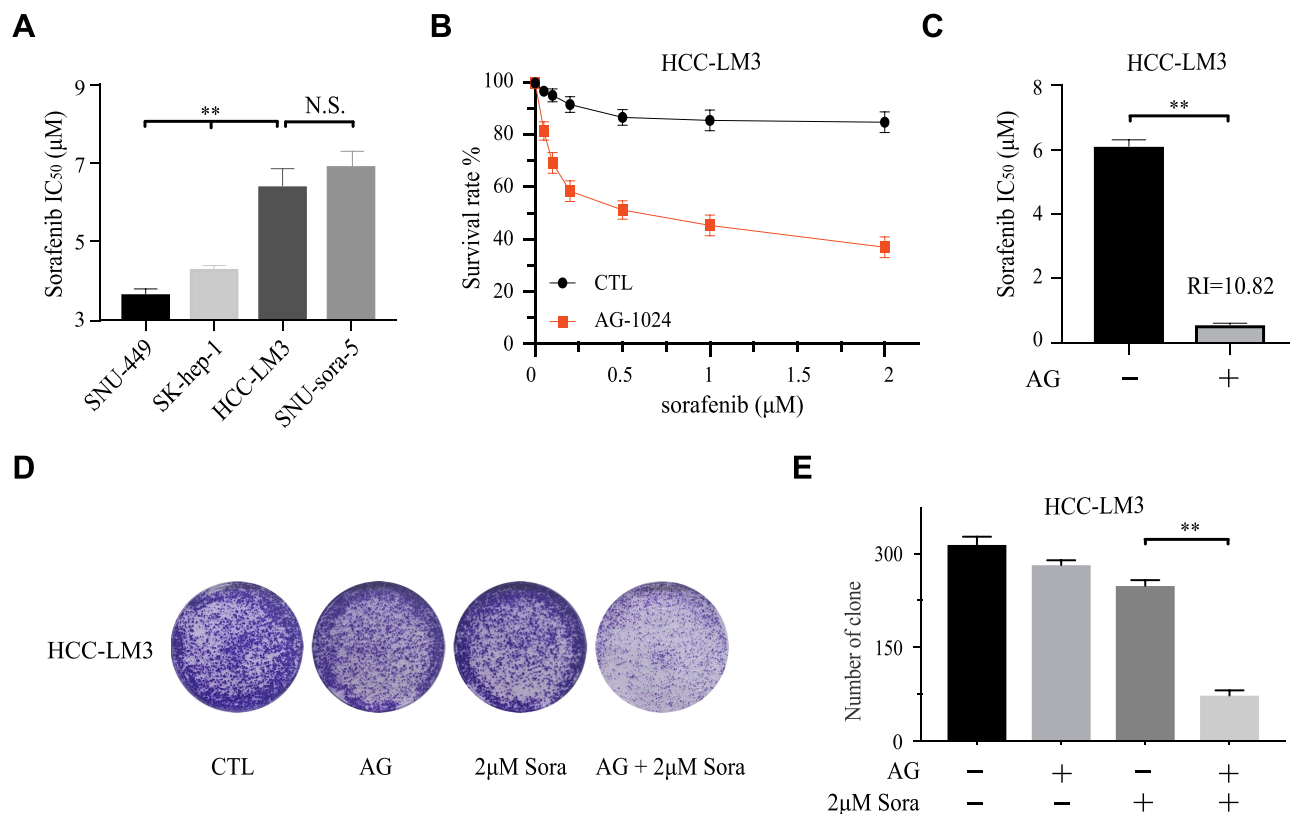 A
Sorafenib IC₅₀ (μM)
9
7
5
3
**
N.S.
SNU-449
SK-hep-1
HCC-LM3
SNU-sora-5
B
HCC-LM3
Survival rate %
100
80
60
40
20
0
CTL
AG-1024
0
0.5
1
1.5
2
sorafenib (μM)
C
HCC-LM3
Sorafenib IC₅₀ (μM)
8
6
4
2
0
**
RI=10.82
AG
− +
D
HCC-LM3
CTL
AG
2μM Sora
AG + 2μM Sora
E
HCC-LM3
Number of clone
300
150
0
**
AG − + − +
2μM Sora − − + +